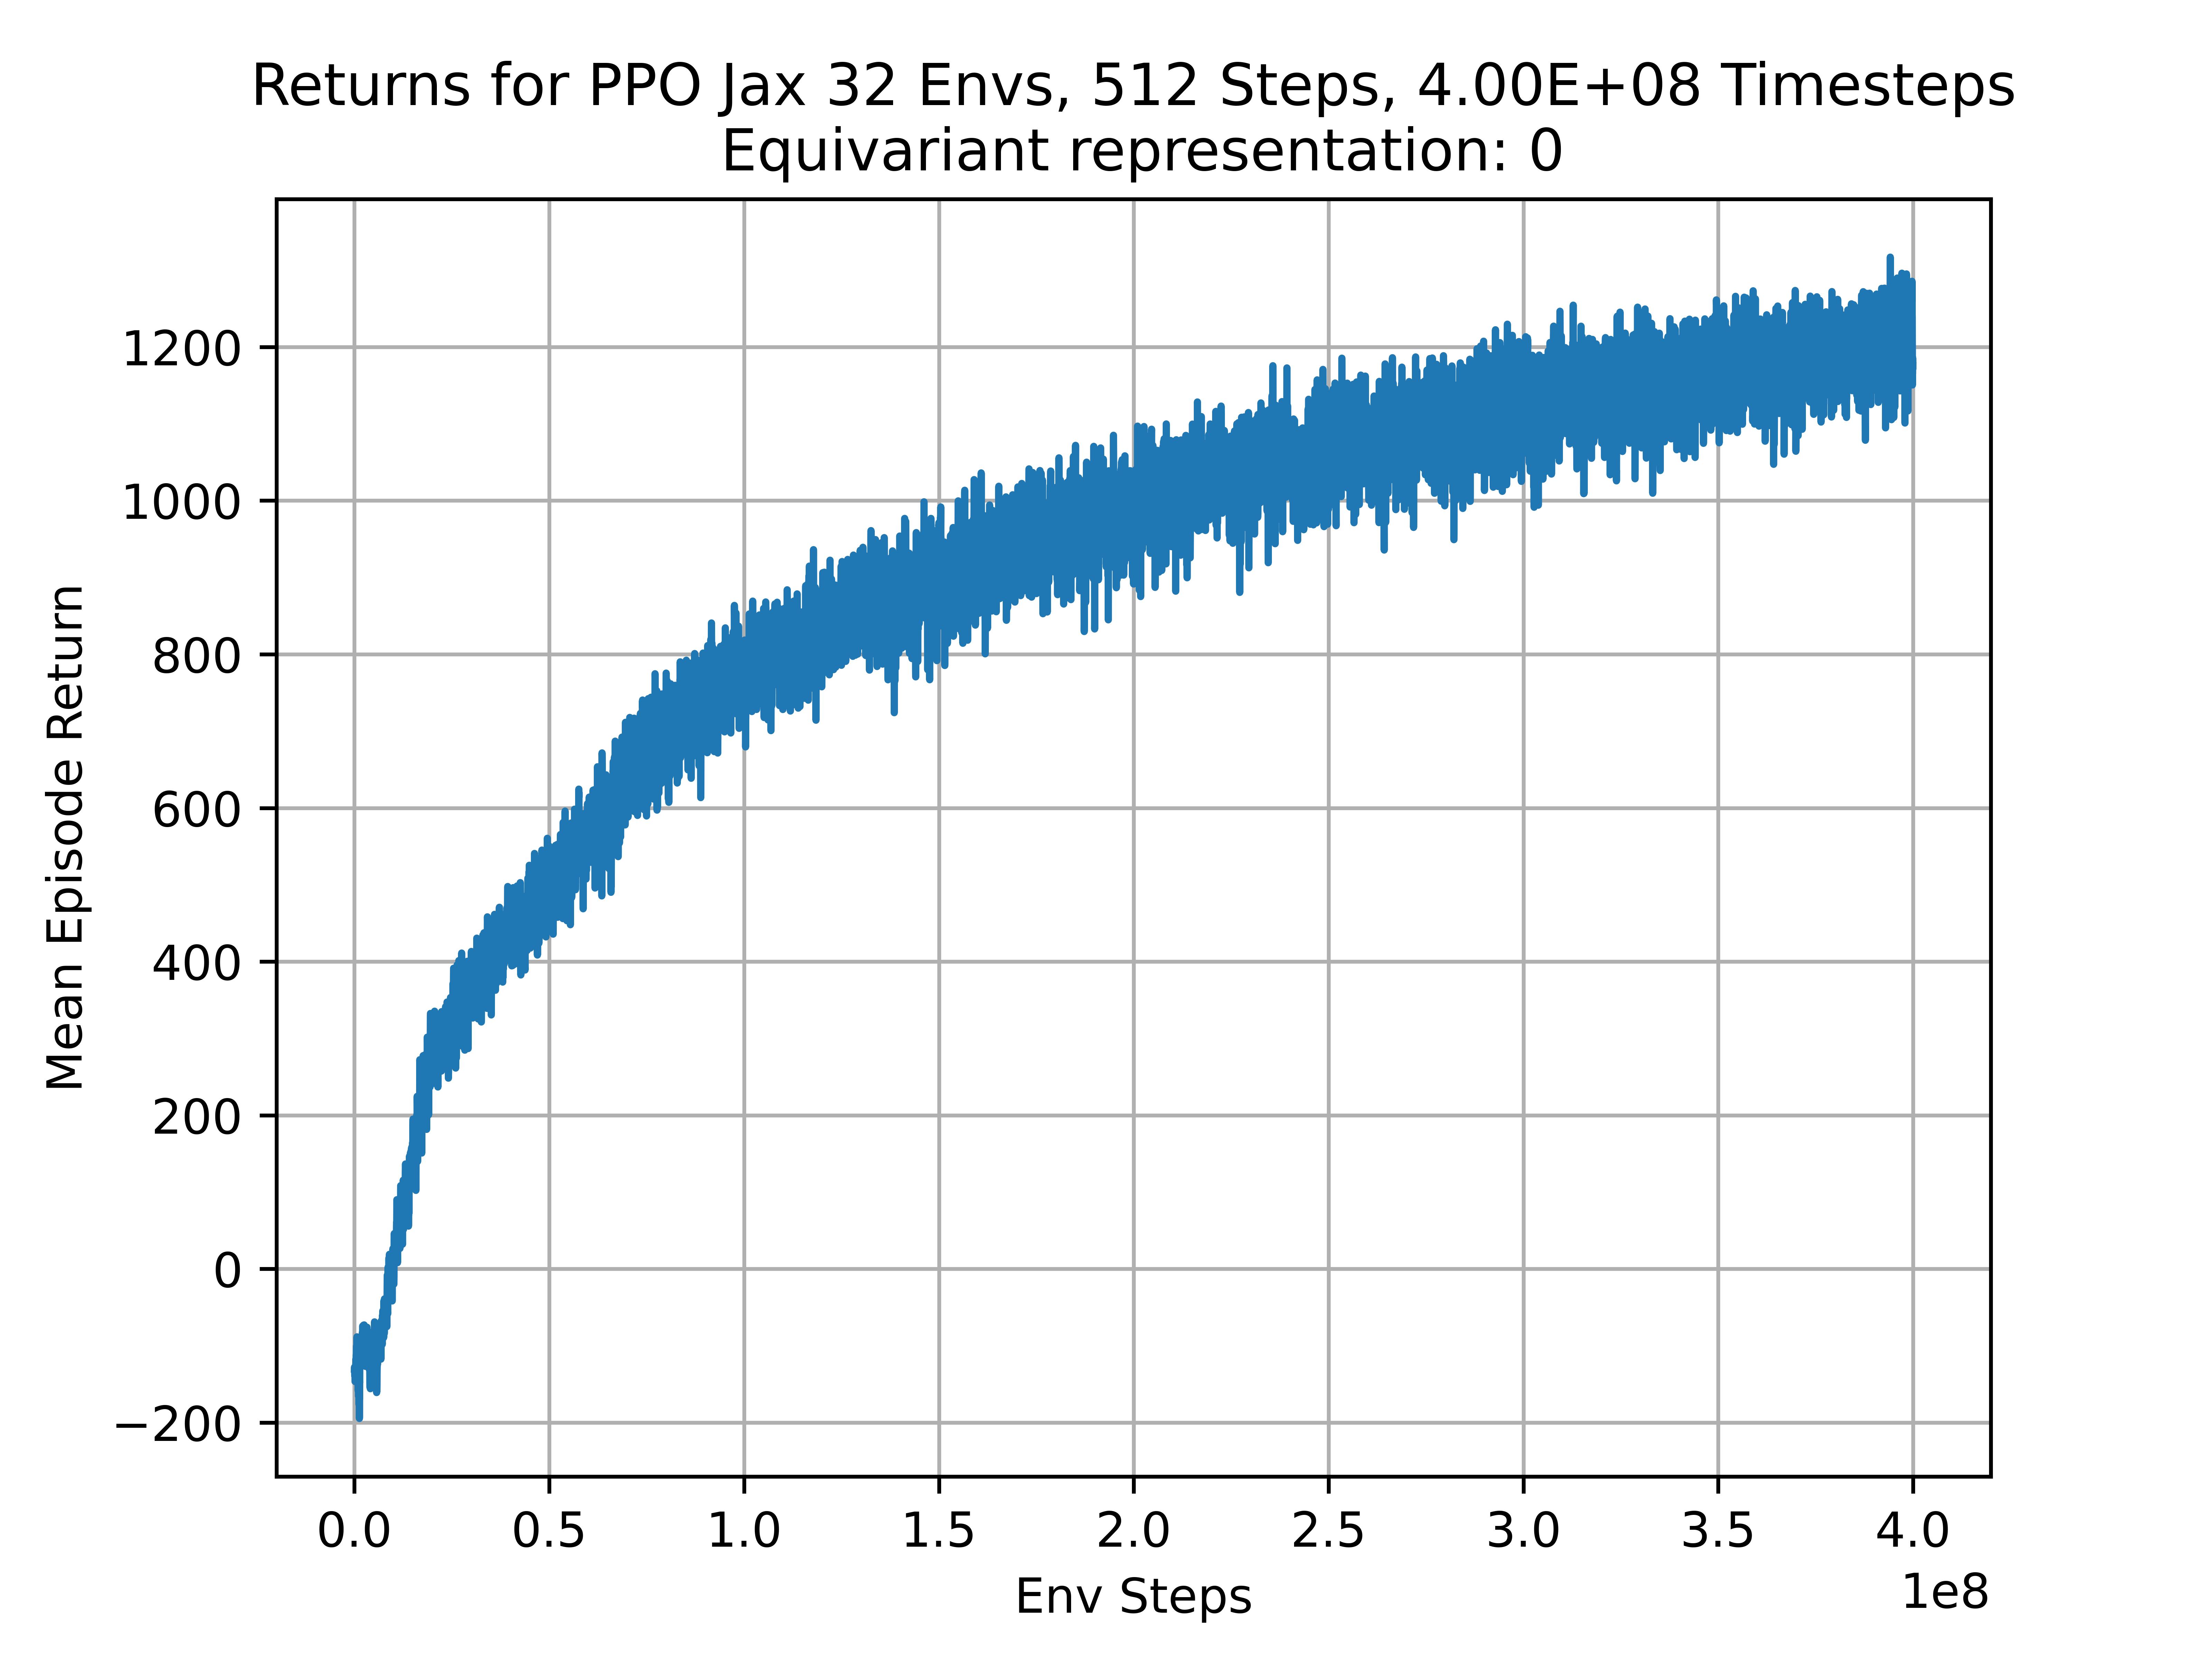 Returns for PPO Jax 32 Envs, 512 Steps, 4.00E+08 Timesteps
Equivariant representation: 0
Mean Episode Return
1200
1000
800
600
400
200
0
−200
0.0 0.5 1.0 1.5 2.0 2.5 3.0 3.5 4.0
Env Steps
1e8